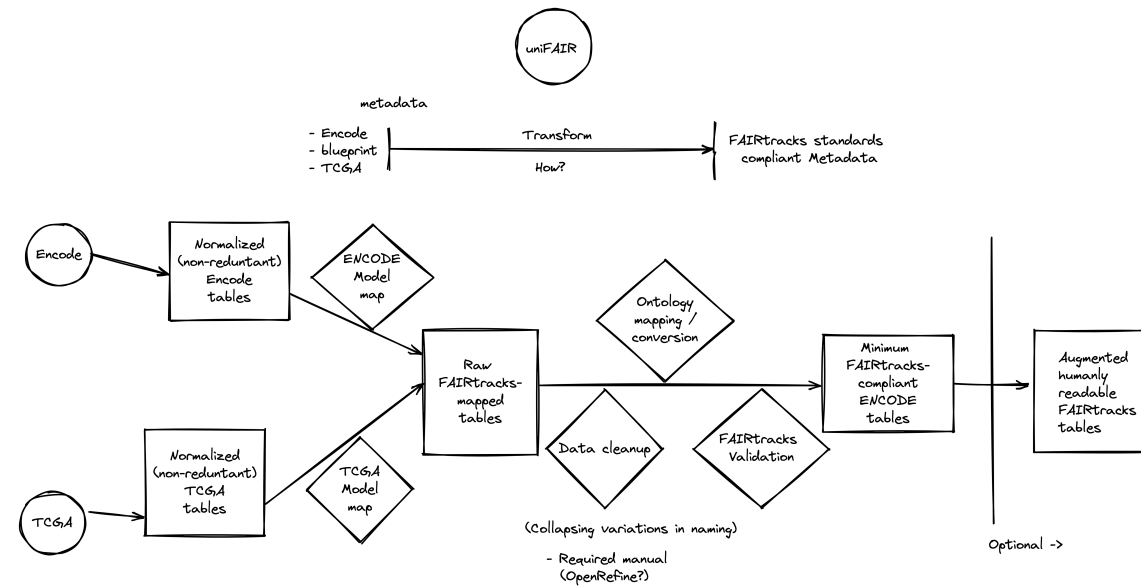 uniFAIR
metadata
- Encode
- blueprint
- TCGA
Transform
How?
FAIRtracks standards
compliant Metadata
Encode
Normalized
(non-reduntant)
Encode
tables
ENCODE
Model
map
Raw
FAIRtracks-
mapped
tables
Ontology
mapping /
conversion
Minimum
FAIRtracks-
compliant
ENCODE
tables
Augmented
humanly
readable
FAIRtracks
tables
TCGA
Normalized
(non-reduntant)
TCGA
tables
TCGA
Model
map
Data cleanup
FAIRtracks
Validation
(Collapsing variations in naming)
- Required manual
(OpenRefine?)
Optional ->